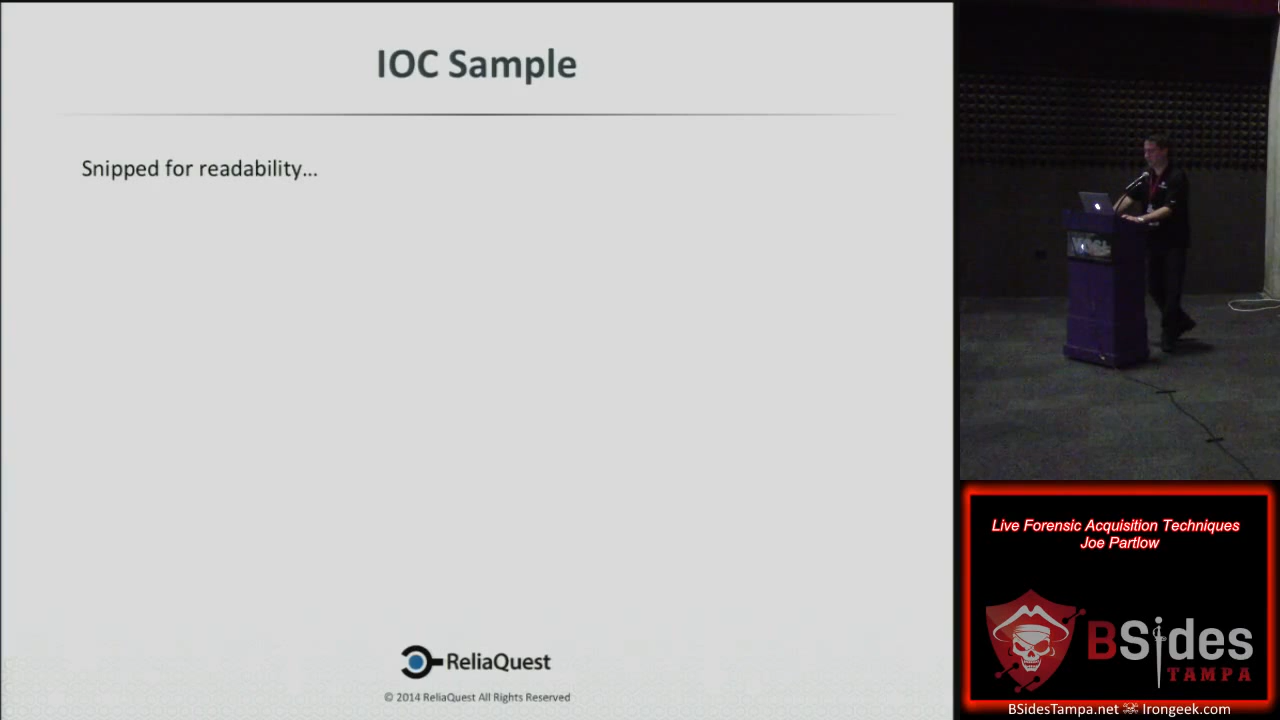 IOC Sample
Snipped for readability...
ReliaQuest
© 2014 ReliaQuest All Rights Reserved
Live Forensic Acquisition Techniques
Joe Partlow
BSides
TAMPA
BSidesTampa.net Irongeek.com